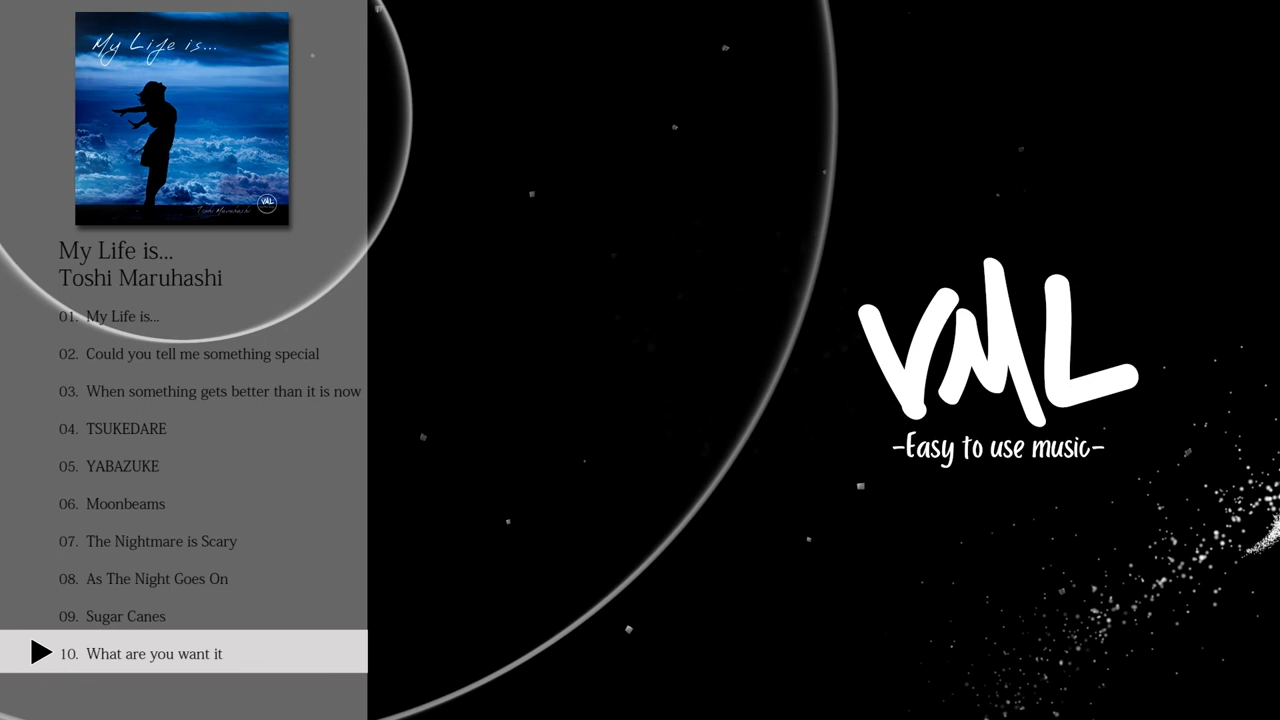 My Life is...
Toshi Maruhashi
VML
My Life is...
Toshi Maruhashi
01. My Life is...
02. Could you tell me something special
03. When something gets better than it is now
04. TSUKEDARE
05. YABAZUKE
06. Moonbeams
07. The Nightmare is Scary
08. As The Night Goes On
09. Sugar Canes
10. What are you want it
VML
-Easy to use music-